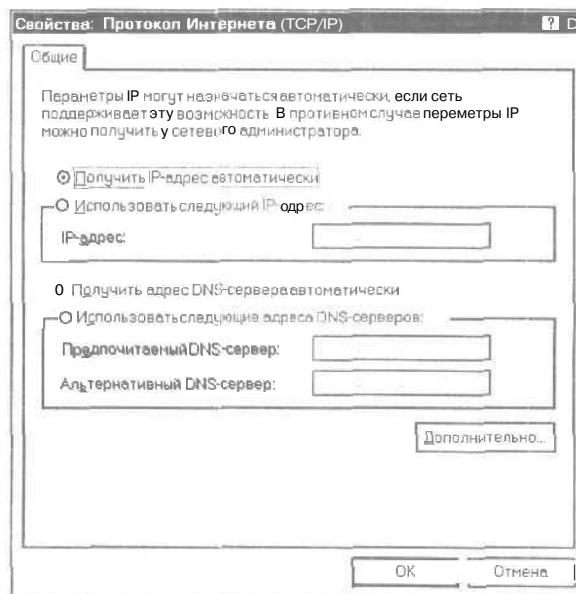 Свойства: Протокол Интернета (TCP/IP)
? D
Общие
Параметры IP могут назначаться автоматически, если сеть
поддерживает эту возможность В противном случае переметры IP
можно получить у сетевого администратора.
Получить IP-адрес автоматически
Использовать следующий IP-одрес:
IP-адрес:
0 Получить адрес DNS-сервера автоматически
Использовать следующие адреса DNS-серверов:
Предпочитаемый DNS-сервер:
Альтернативный DNS-сервер:
Дополнительно...
OK Отмена